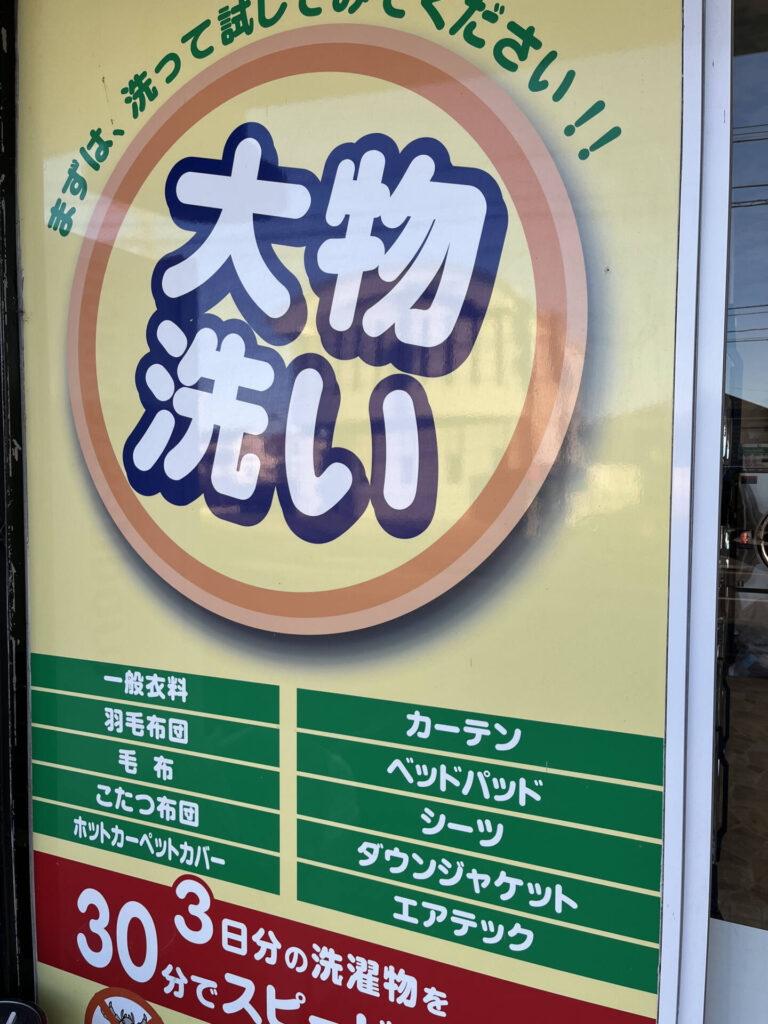 まずは、洗って試してみてください!!
大物
洗い
一般衣料
羽毛布団
毛布
こたつ布団
ホットカーペットカバー
カーテン
ベッドパッド
シーツ
ダウンジャケット
エアテック
3日分の洗濯物を
30分でスピー